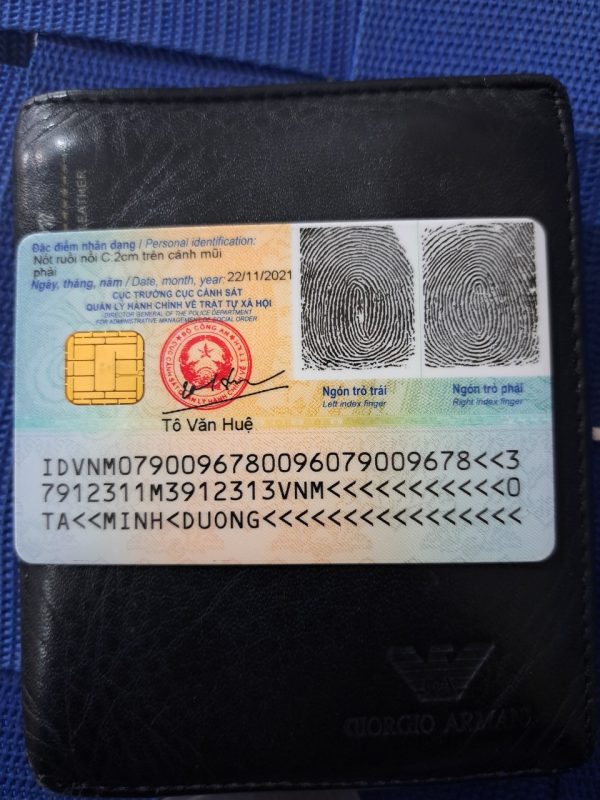 LEATHER
Đặc điểm nhân dạng / Personal identification:
Nốt ruồi nổi C.2cm trên cánh mũi
phải
Ngày, tháng, năm / Date, month, year: 22/11/2021
CỤC TRƯỞNG CỤC CẢNH SÁT
QUẢN LÝ HÀNH CHÍNH VỀ TRẬT TỰ XÃ HỘI
DIRECTOR GENERAL OF THE POLICE DEPARTMENT
FOR ADMINISTRATIVE MANAGEMENT OF SOCIAL ORDER
BỘ CÔNG AN
Tô Văn Huệ
Ngón trỏ trái
Left index finger
Ngón trỏ phải
Right index finger
IDVNM0790096780096079009678<<3
7912311M3912313VNM<<<<<<<<<<<0
TA<<MINH<DUONG<<<<<<<<<<<<<<<<
GIORGIO ARMANI